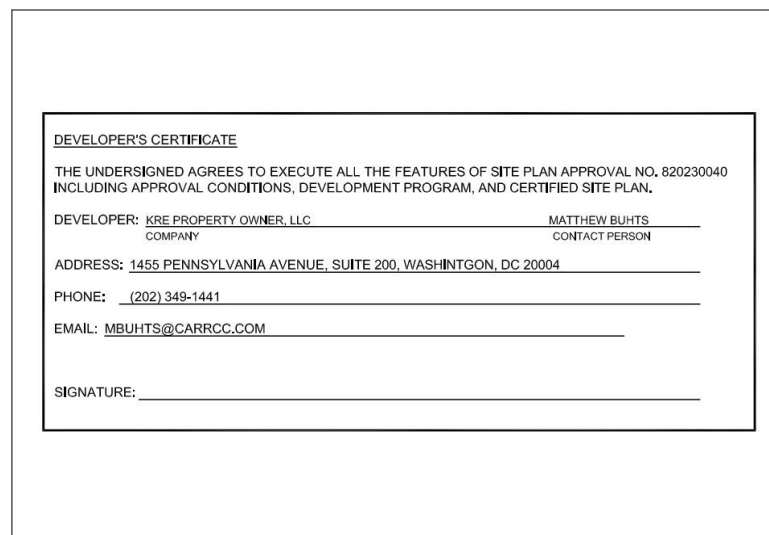 DEVELOPER'S CERTIFICATE
THE UNDERSIGNED AGREES TO EXECUTE ALL THE FEATURES OF SITE PLAN APPROVAL NO. 820230040
INCLUDING APPROVAL CONDITIONS, DEVELOPMENT PROGRAM, AND CERTIFIED SITE PLAN.
DEVELOPER: KRE PROPERTY OWNER, LLC MATTHEW BUHTS
COMPANY CONTACT PERSON
ADDRESS: 1455 PENNSYLVANIA AVENUE, SUITE 200, WASHINTGON, DC 20004
PHONE: (202) 349-1441
EMAIL: MBUHTS@CARRCC.COM
SIGNATURE: